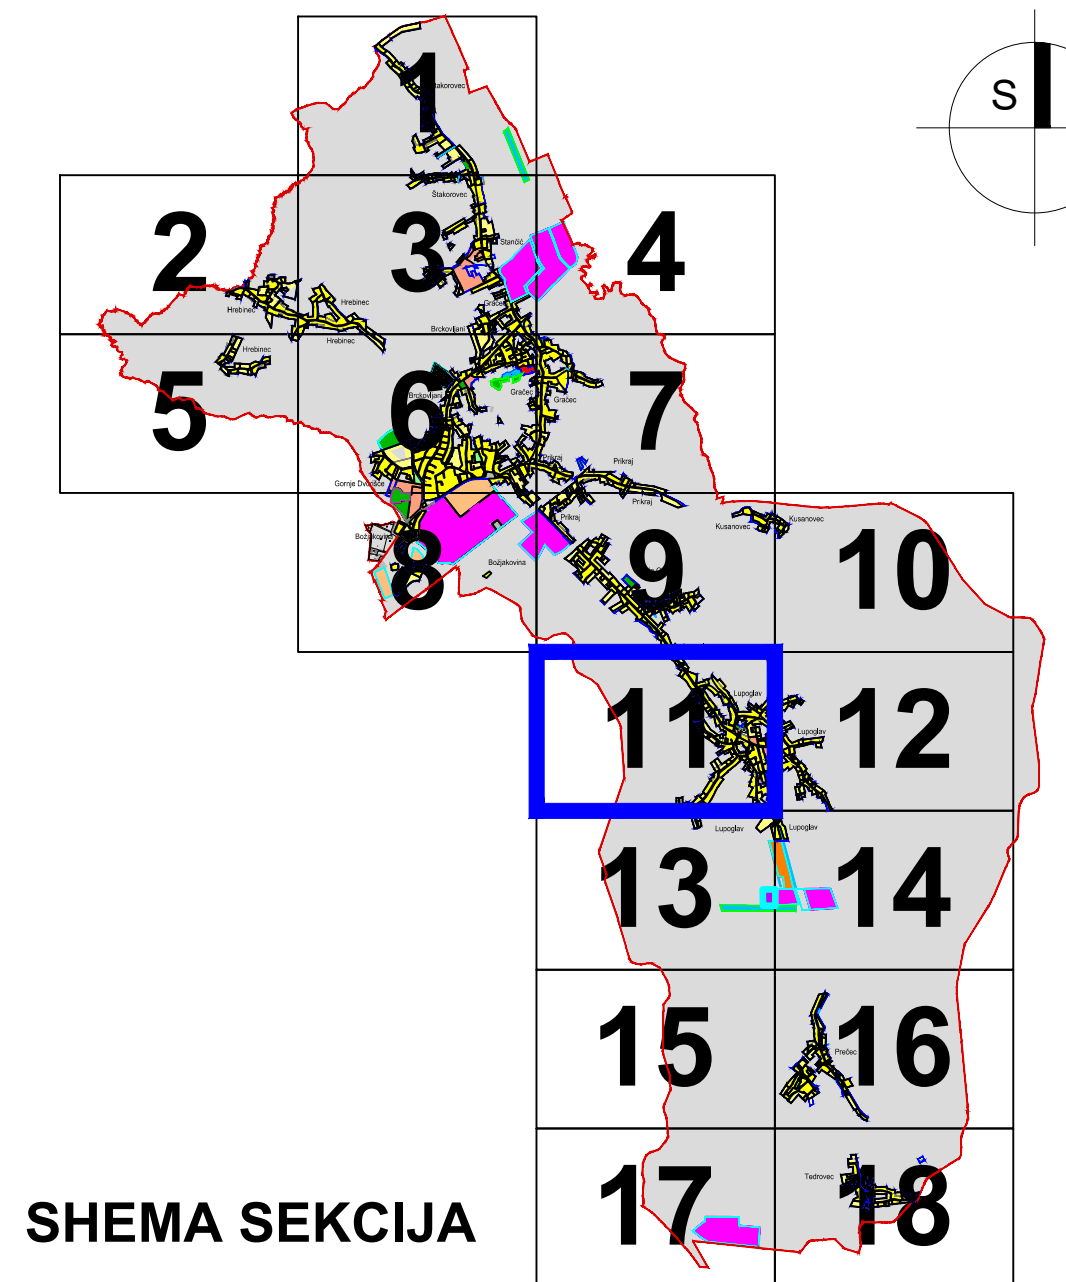 1
Štakorovec
S
2
3
4
Štakorovec
Stančić
Hrebinec
Hrebinec
Hrebinec
Gračec
Brckovljani
5
6
7
Hrebinec
Brckovljani
Gračec
Gračec
Prikraj
Prikraj
Prikraj
Gornje Dvorišće
8
9
10
Prikraj
Kusanovec
Kusanovec
Božjakovina
Božjakovina
11
12
Lupoglav
Lupoglav
Lupoglav
Lupoglav
13
14
15
16
Prečec
17
18
Tedrovec
SHEMA SEKCIJA